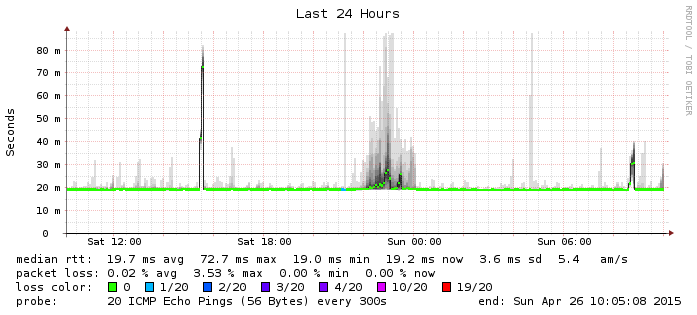 Last 24 Hours
RRDTOOL / TOBI OETIKER
Seconds
80 m
70 m
60 m
50 m
40 m
30 m
20 m
10 m
0
Sat 12:00 Sat 18:00 Sun 00:00 Sun 06:00
median rtt: 19.7 ms avg 72.7 ms max 19.0 ms min 19.2 ms now 3.6 ms sd 5.4 am/s
packet loss: 0.02 % avg 3.53 % max 0.00 % min 0.00 % now
loss color: 0 1/20 2/20 3/20 4/20 10/20 19/20
probe: 20 ICMP Echo Pings (56 Bytes) every 300s end: Sun Apr 26 10:05:08 2015